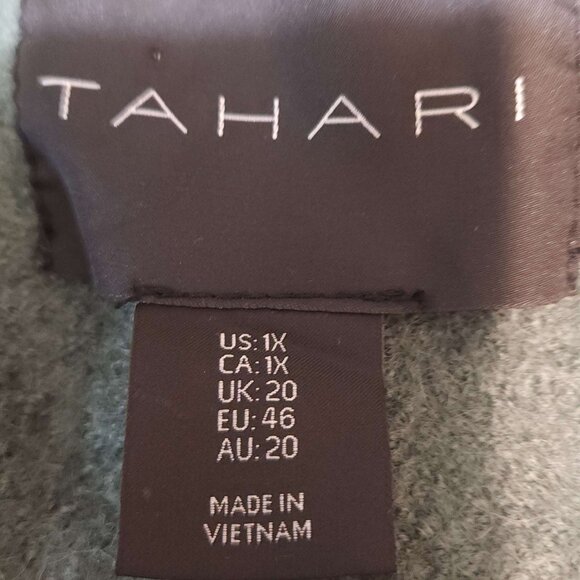 TAHARI
US: 1X
CA: 1X
UK: 20
EU: 46
AU: 20
MADE IN
VIETNAM